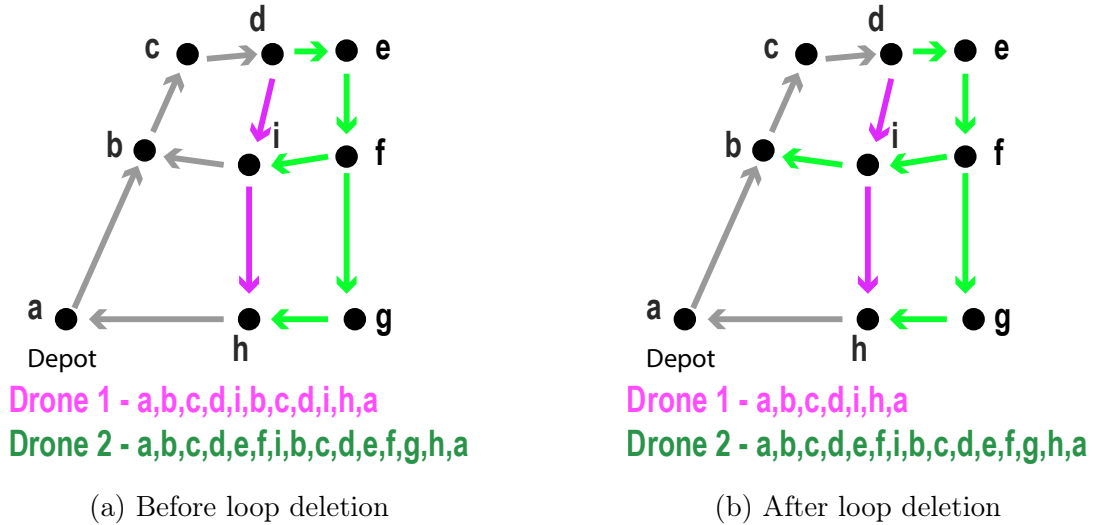 d
c
e
b
i
f
a
g
h
Depot
Drone 1 - a,b,c,d,i,b,c,d,i,h,a
Drone 2 - a,b,c,d,e,f,i,b,c,d,e,f,g,h,a
(a) Before loop deletion
d
c
e
b
i
f
a
g
h
Depot
Drone 1 - a,b,c,d,i,h,a
Drone 2 - a,b,c,d,e,f,i,b,c,d,e,f,g,h,a
(b) After loop deletion